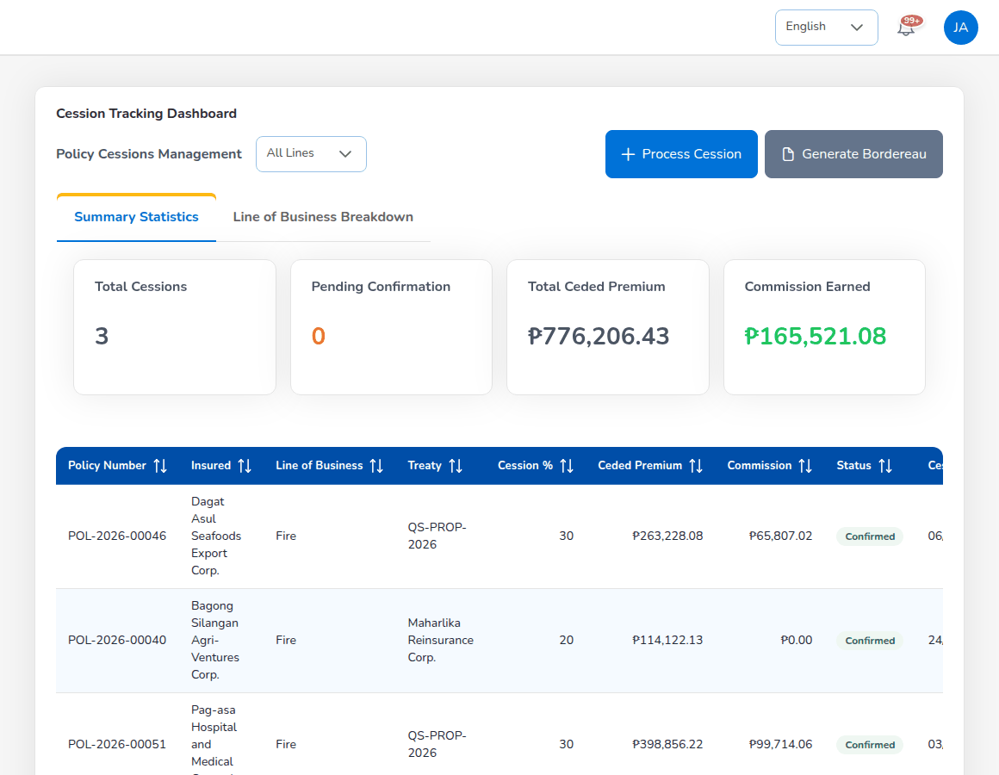 English
99+
JA
Cession Tracking Dashboard
Policy Cessions Management
All Lines
Process Cession
Generate Bordereau
Summary Statistics
Line of Business Breakdown
Total Cessions
3
Pending Confirmation
0
Total Ceded Premium
₱776,206.43
Commission Earned
₱165,521.08
Policy Number Insured Line of Business Treaty Cession % Ceded Premium Commission Status
POL-2026-00046
Dagat
Asul
Seafoods
Export
Corp.
Fire
QS-PROP-
2026
30
₱263,228.08
₱65,807.02
Confirmed
06,
POL-2026-00040
Bagong
Silangan
Agri-
Ventures
Corp.
Fire
Maharlika
Reinsurance
Corp.
20
₱114,122.13
₱0.00
Confirmed
24,
POL-2026-00051
Pag-asa
Hospital
and
Medical
Fire
QS-PROP-
2026
30
₱398,856.22
₱99,714.06
Confirmed
03,